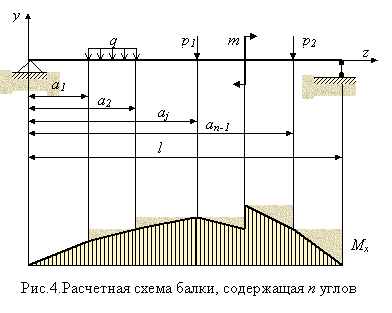 y
q
p1
m
p2
z
a1
a2
aj
an-1
l
Mx
Рис.4.Расчетная схема балки, содержащая n углов